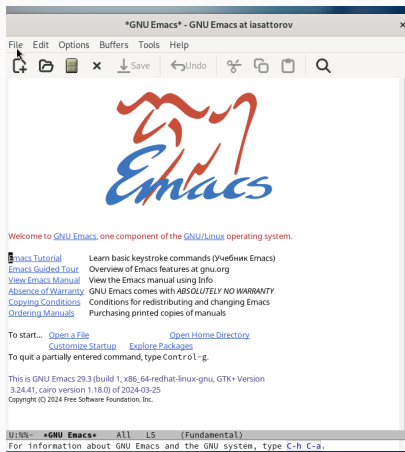 *GNU Emacs* - GNU Emacs at iasattorov
File Edit Options Buffers Tools Help
Save Undo
Emacs
Welcome to GNU Emacs, one component of the GNU/Linux operating system.
Emacs Tutorial Learn basic keystroke commands (Учебник Emacs)
Emacs Guided Tour Overview of Emacs features at gnu.org
View Emacs Manual View the Emacs manual using Info
Absence of Warranty GNU Emacs comes with ABSOLUTELY NO WARRANTY
Copying Conditions Conditions for redistributing and changing Emacs
Ordering Manuals Purchasing printed copies of manuals
To start... Open a File Open Home Directory
Customize Startup Explore Packages
To quit a partially entered command, type Control-g.
This is GNU Emacs 29.3 (build 1, x86_64-redhat-linux-gnu, GTK+ Version
3.24.41, cairo version 1.18.0) of 2024-03-25
Copyright (C) 2024 Free Software Foundation, Inc.
U:%%- *GNU Emacs* All L5 (Fundamental)
For information about GNU Emacs and the GNU system, type C-h C-a.